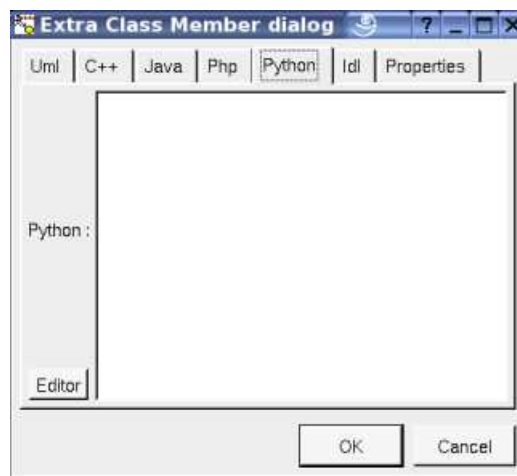 Extra Class Member dialog
Uml C++ Java Php Python Idl Properties
Python :
Editor
OK Cancel